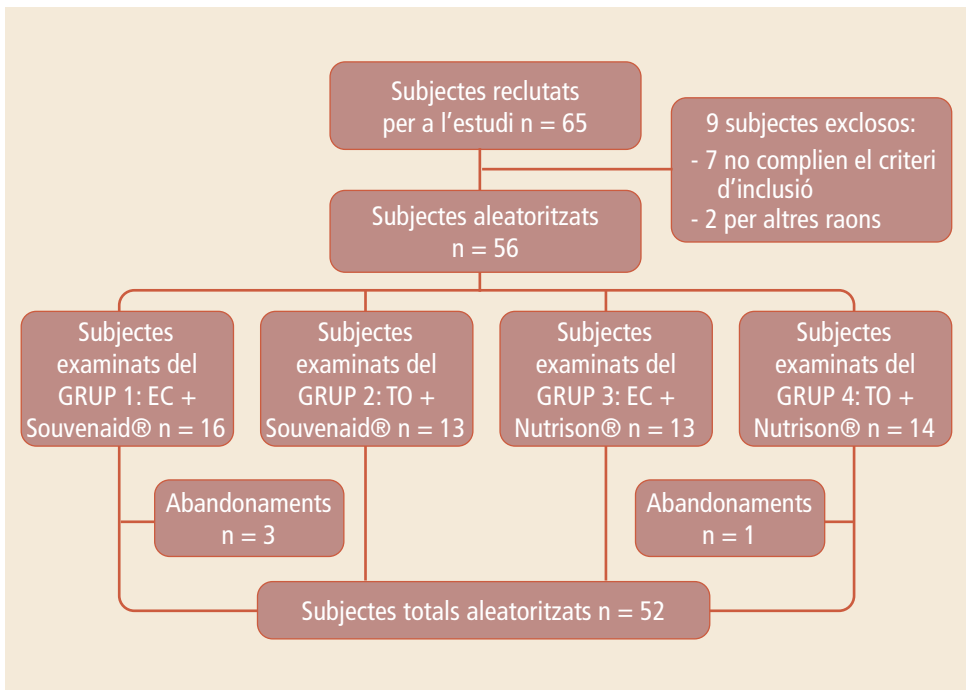 Subjectes reclutats
per a l’estudi n = 65
9 subjectes exclosos:
- 7 no complien el criteri
d’inclusió
- 2 per altres raons
Subjectes aleatoritzats
n = 56
Subjectes
examinats del
GRUP 1: EC +
Souvenaid® n = 16
Subjectes
examinats del
GRUP 2: TO +
Souvenaid® n = 13
Subjectes
examinats del
GRUP 3: EC +
Nutrison® n = 13
Subjectes
examinats del
GRUP 4: TO +
Nutrison® n = 14
Abandonaments
n = 3
Abandonaments
n = 1
Subjectes totals aleatoritzats n = 52